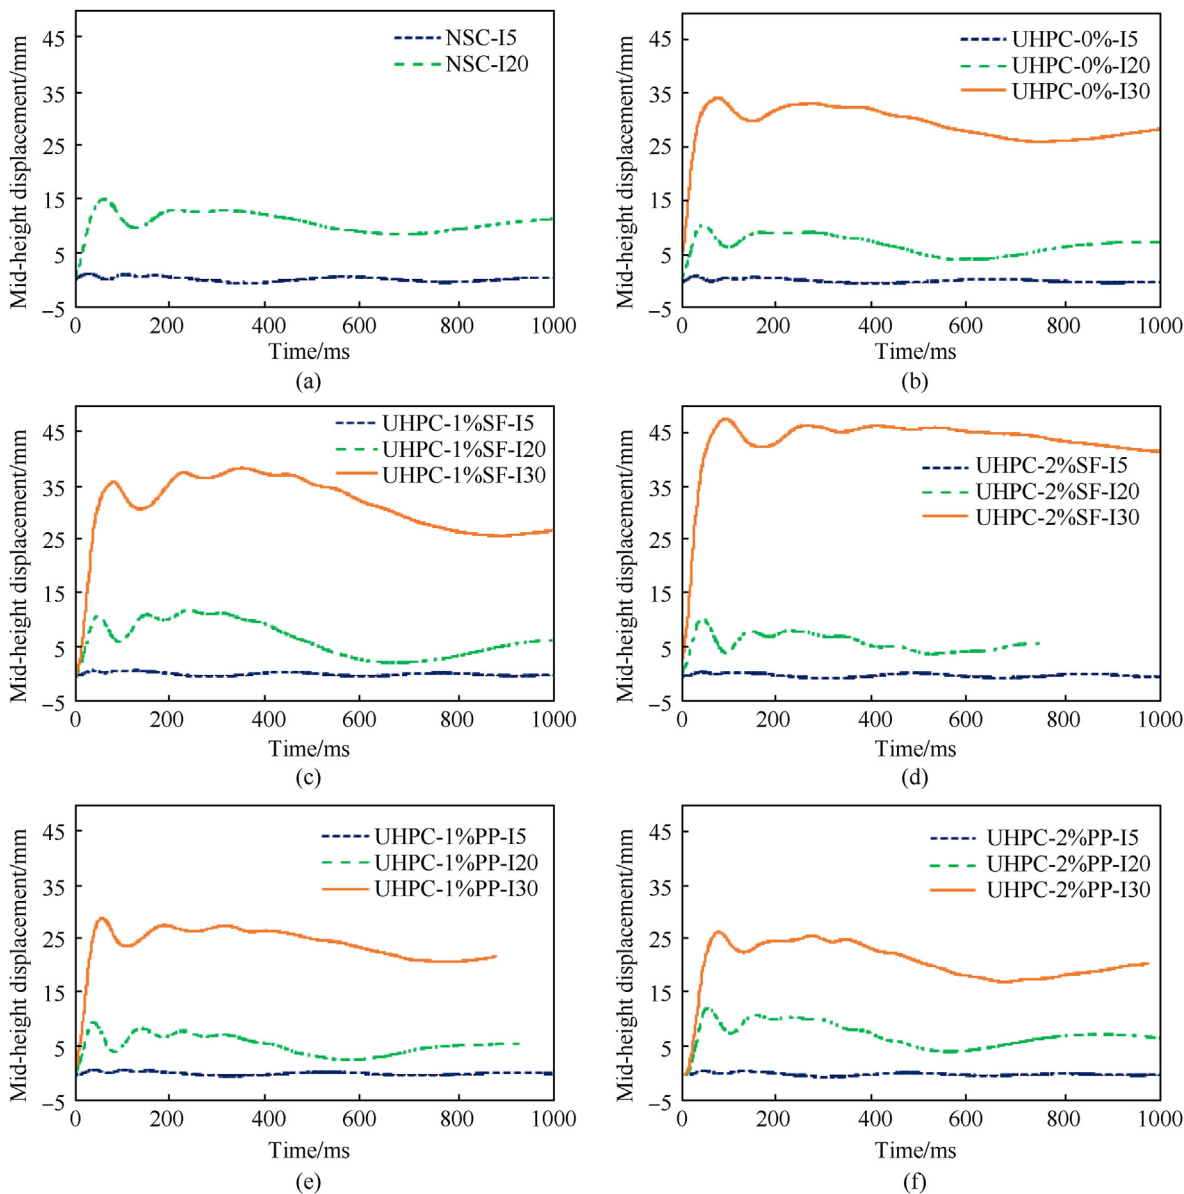 Mid-height displacement/mm
45
35
25
15
5
−5
NSC-I5
NSC-I20
0 200 400 600 800 1000
Time/ms
(a)
Mid-height displacement/mm
45
35
25
15
5
−5
UHPC-0%-I5
UHPC-0%-I20
UHPC-0%-I30
0 200 400 600 800 1000
Time/ms
(b)
Mid-height displacement/mm
45
35
25
15
5
−5
UHPC-1%SF-I5
UHPC-1%SF-I20
UHPC-1%SF-I30
0 200 400 600 800 1000
Time/ms
(c)
Mid-height displacement/mm
45
35
25
15
5
−5
UHPC-2%SF-I5
UHPC-2%SF-I20
UHPC-2%SF-I30
0 200 400 600 800 1000
Time/ms
(d)
Mid-height displacement/mm
45
35
25
15
5
−5
UHPC-1%PP-I5
UHPC-1%PP-I20
UHPC-1%PP-I30
0 200 400 600 800 1000
Time/ms
(e)
Mid-height displacement/mm
45
35
25
15
5
−5
UHPC-2%PP-I5
UHPC-2%PP-I20
UHPC-2%PP-I30
0 200 400 600 800 1000
Time/ms
(f)